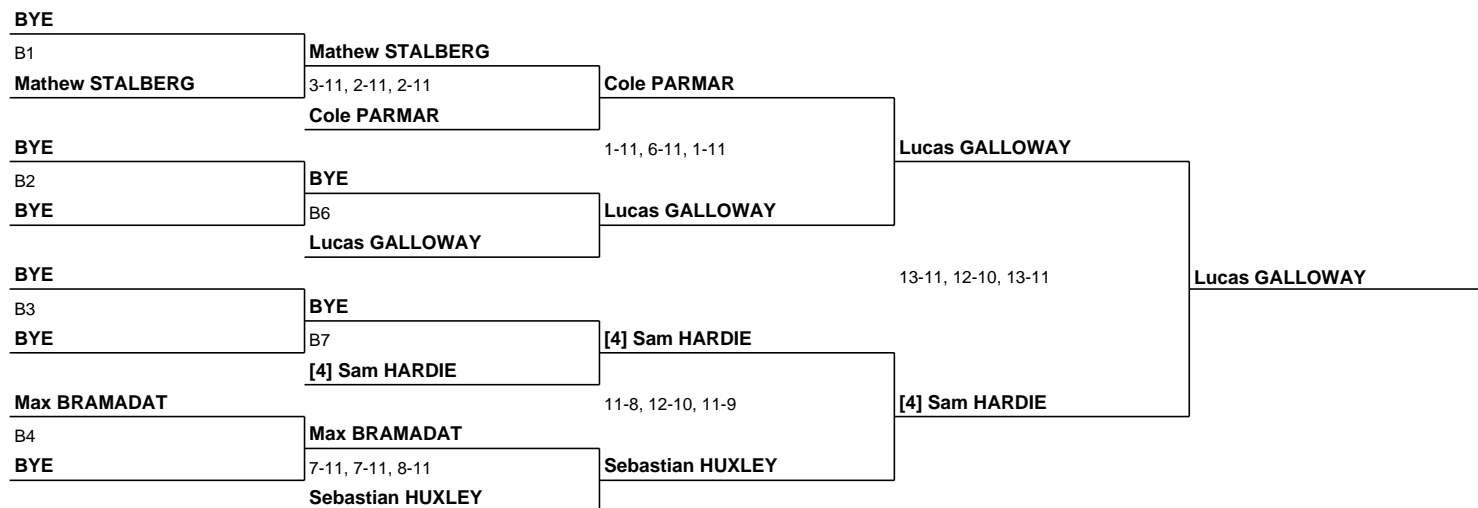 BYE
B1
Mathew STALBERG
Mathew STALBERG
3-11, 2-11, 2-11
Cole PARMAR
Cole PARMAR
1-11, 6-11, 1-11
Lucas GALLOWAY
BYE
B2
BYE
BYE
B6
Lucas GALLOWAY
Lucas GALLOWAY
13-11, 12-10, 13-11
Lucas GALLOWAY
BYE
B3
BYE
BYE
B7
[4] Sam HARDIE
[4] Sam HARDIE
11-8, 12-10, 11-9
[4] Sam HARDIE
Max BRAMADAT
B4
BYE
Max BRAMADAT
7-11, 7-11, 8-11
Sebastian HUXLEY
Sebastian HUXLEY